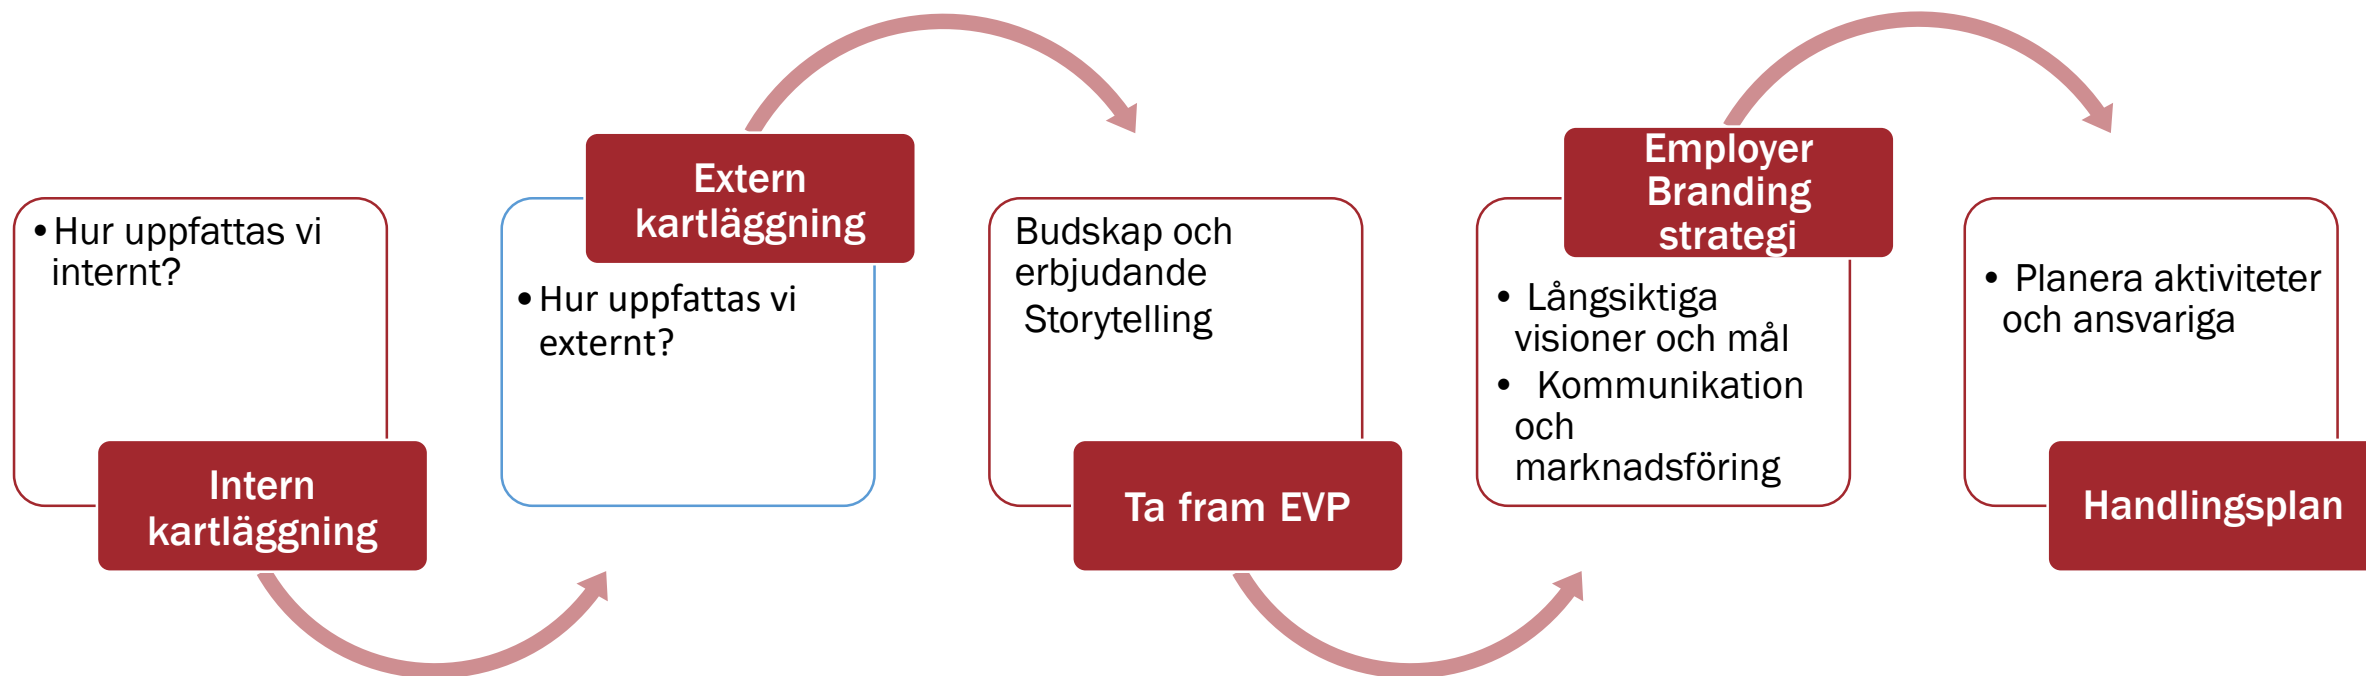 •Hur uppfattas vi
internt?
Intern
kartläggning
Extern
kartläggning
•Hur uppfattas vi
externt?
Budskap och
erbjudande
Storytelling
Ta fram EVP
Employer
Branding
strategi
• Långsiktiga
visioner och mål
• Kommunikation
och
marknadsföring
• Planera aktiviteter
och ansvariga
Handlingsplan